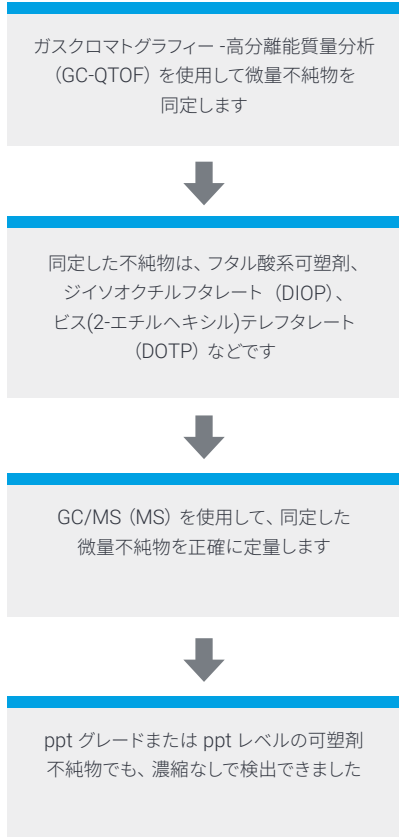 ガスクロマトグラフィー -高分離能質量分析
（GC-QTOF）を使用して微量不純物を
同定します
同定した不純物は、フタル酸系可塑剤、
ジイソオクチルフタレート（DIOP）、
ビス(2-エチルヘキシル)テレフタレート
（DOTP）などです
GC/MS（MS）を使用して、同定した
微量不純物を正確に定量します
ppt グレードまたは ppt レベルの可塑剤
不純物でも、濃縮なしで検出できました